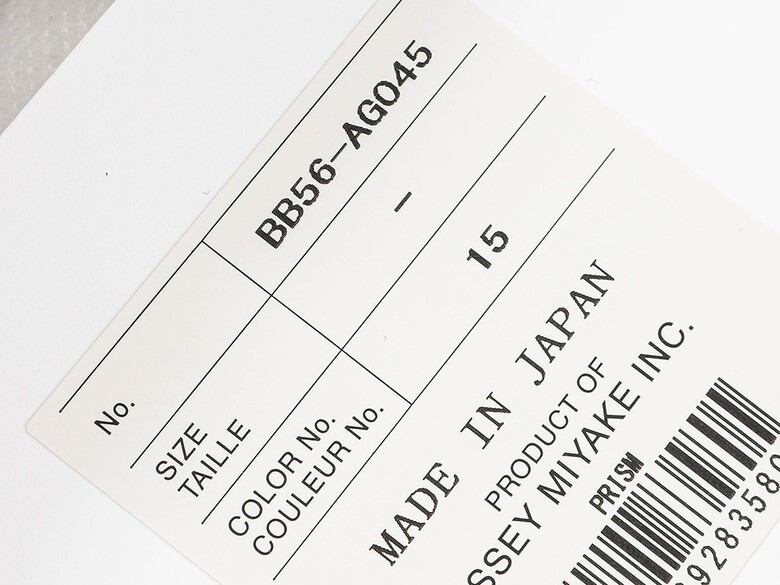 No. BB56-AG045
SIZE
TAILLE -
COLOR No.
COULEUR No. 15
MADE IN JAPAN
PRODUCT OF
SSEY MIYAKE INC.
PRISM
9283580